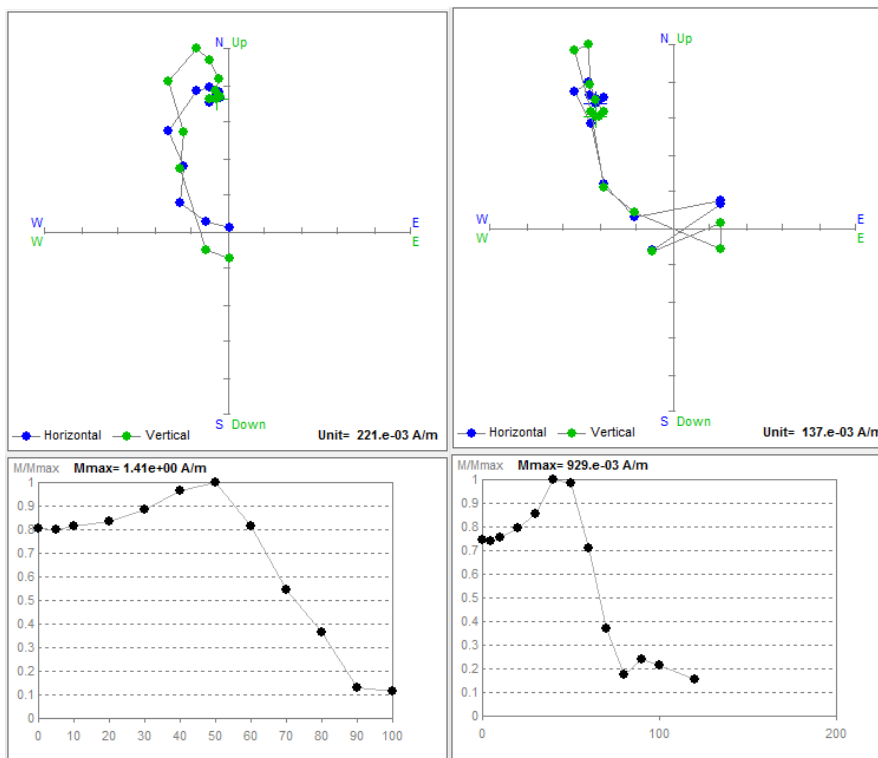 N Up
W E
W E
S Down
Horizontal Vertical Unit= 221.e-03 A/m
N Up
W E
W E
S Down
Horizontal Vertical Unit= 137.e-03 A/m
M/Mmax Mmax= 1.41e+00 A/m
1
0.9
0.8
0.7
0.6
0.5
0.4
0.3
0.2
0.1
0
0 10 20 30 40 50 60 70 80 90 100
M/Mmax Mmax= 929.e-03 A/m
1
0.9
0.8
0.7
0.6
0.5
0.4
0.3
0.2
0.1
0
0 100 200